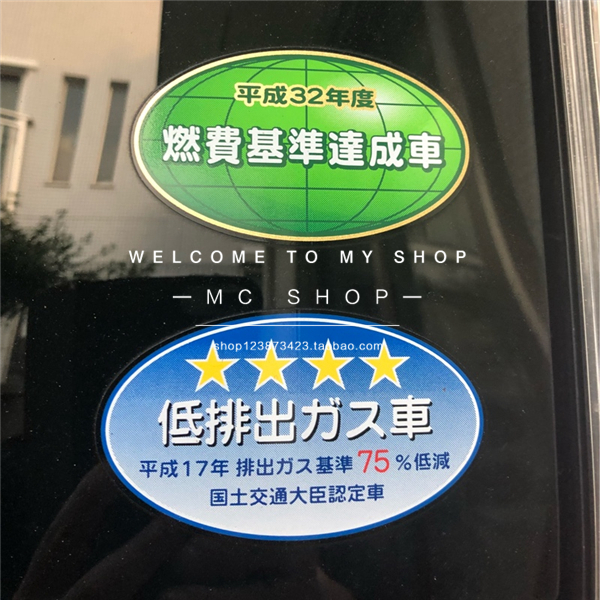 平成32年度
燃費基準達成車
WELCOME TO MY SHOP
—MC SHOP—
shop123873423.taobao.com
低排出ガス車
平成17年 排出ガス基準75%低減
国土交通大臣認定車